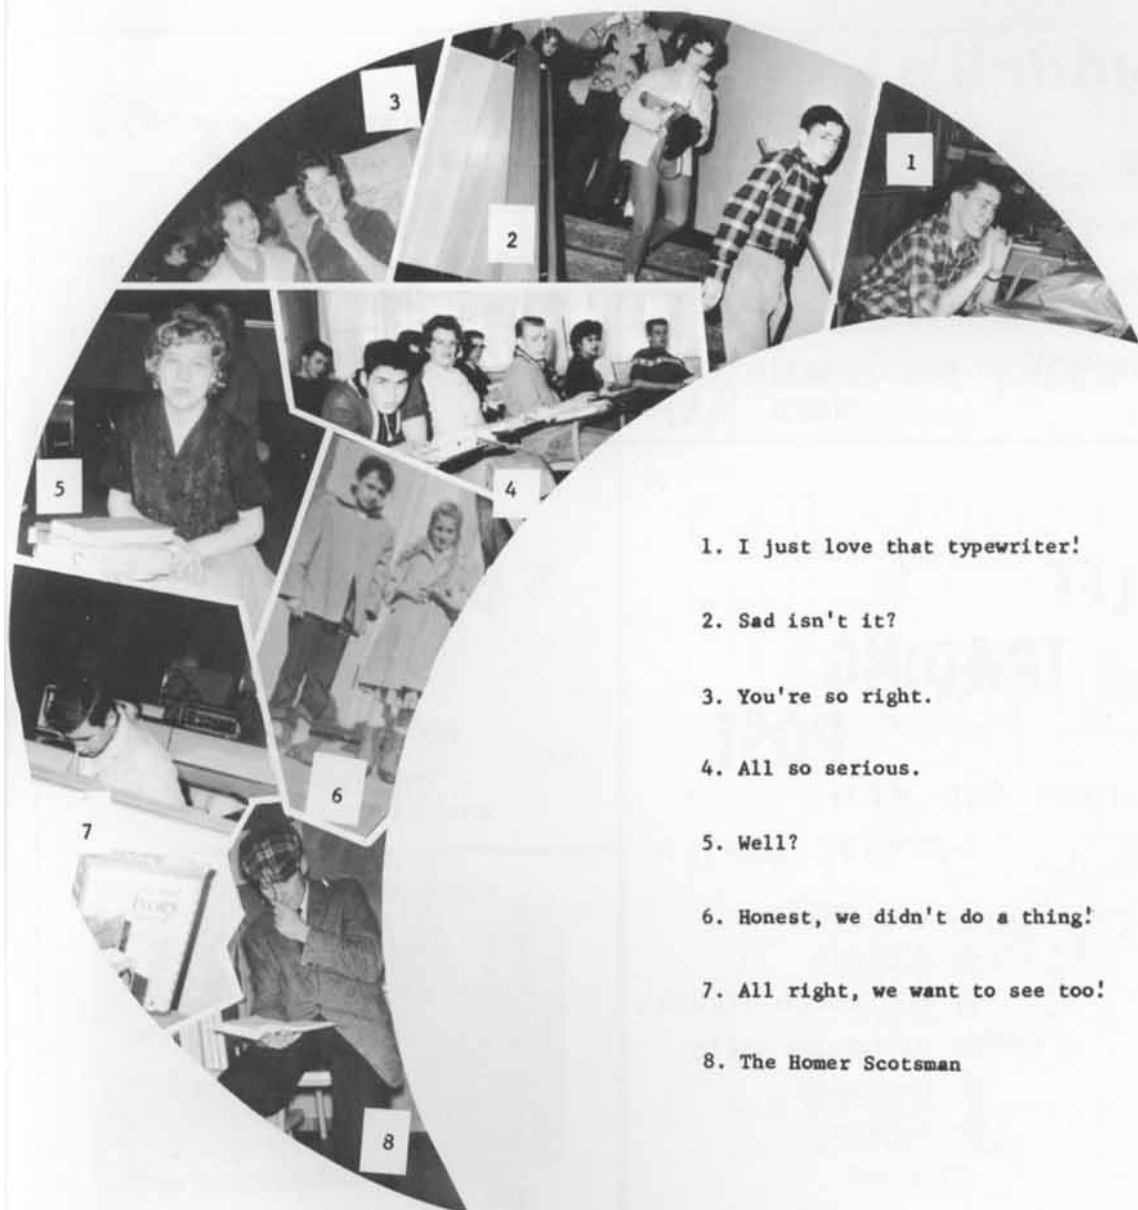 3
2
1
5
4
6
7
8
1. I just love that typewriter!
2. Sad isn't it?
3. You're so right.
4. All so serious.
5. Well?
6. Honest, we didn't do a thing!
7. All right, we want to see too!
8. The Homer Scotsman